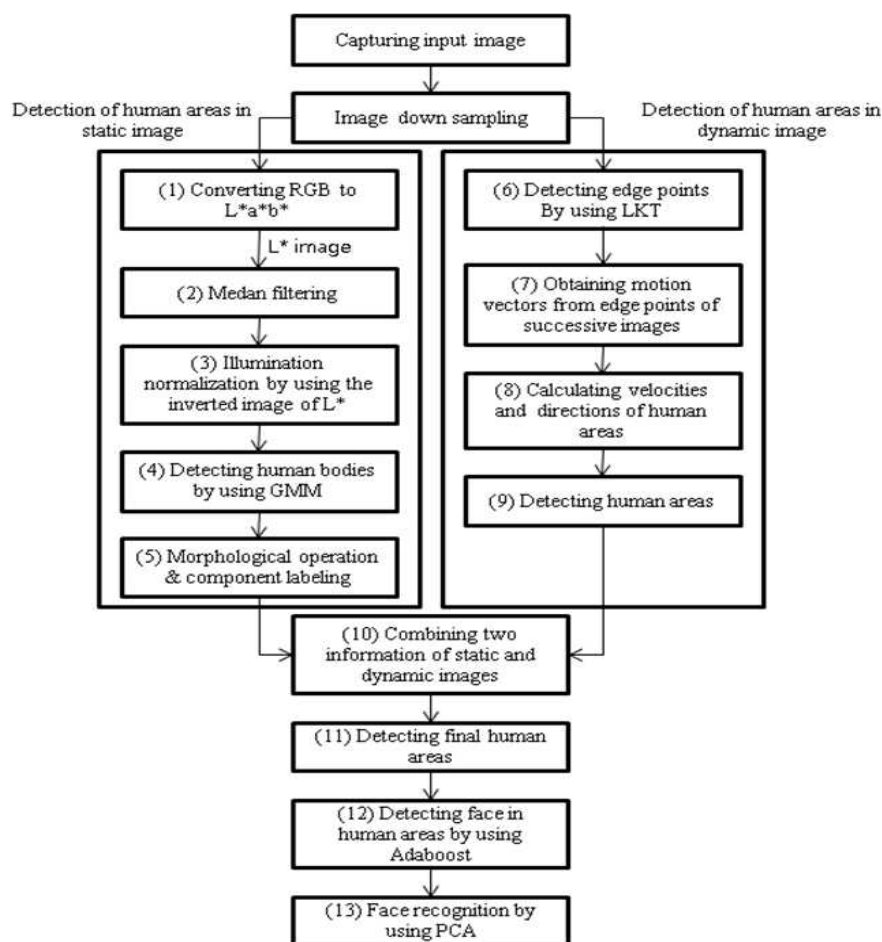 Capturing input image
Detection of human areas in
static image
Image down sampling
Detection of human areas in
dynamic image
(1) Converting RGB to
L*a*b*
L* image
(2) Medan filtering
(3) Illumination
normalization by using the
inverted image of L*
(4) Detecting human bodies
by using GMM
(5) Morphological operation
& component labeling
(6) Detecting edge points
By using LKT
(7) Obtaining motion
vectors from edge points of
successive images
(8) Calculating velocities
and directions of human
areas
(9) Detecting human areas
(10) Combining two
information of static and
dynamic images
(11) Detecting final human
areas
(12) Detecting face in
human areas by using
Adaboost
(13) Face recognition by
using PCA